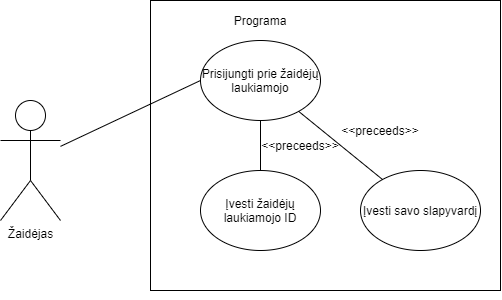 Programa
Prisijungti prie žaidėjų
laukiamojo
<<preceeds>>
<<preceeds>>
Žaidėjas
Įvesti žaidėjų
laukiamojo ID
Įvesti savo slapyvardį